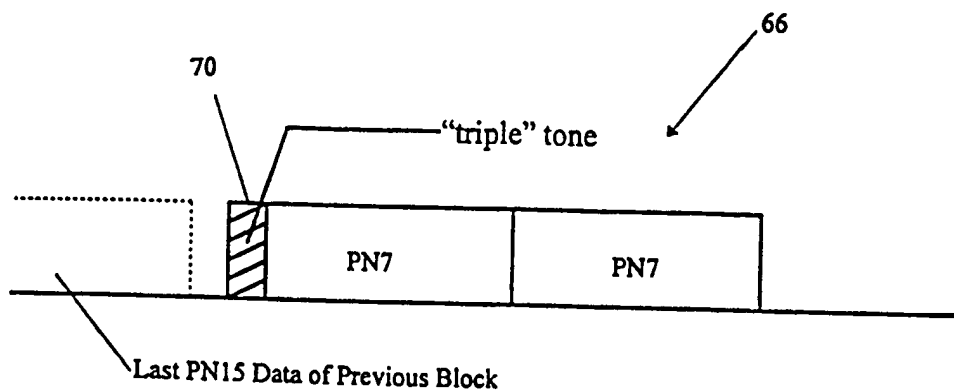 66
70
“triple” tone
PN7
PN7
Last PN15 Data of Previous Block